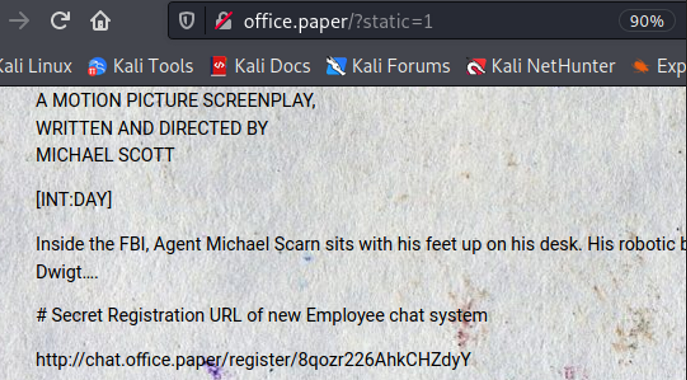 office.paper/?static=1
90%
Kali Linux Kali Tools Kali Docs Kali Forums Kali NetHunter Exp
A MOTION PICTURE SCREENPLAY,
WRITTEN AND DIRECTED BY
MICHAEL SCOTT
[INT:DAY]
Inside the FBI, Agent Michael Scarn sits with his feet up on his desk. His robotic b
Dwigt….
# Secret Registration URL of new Employee chat system
http://chat.office.paper/register/8qozr226AhkCHZdyY